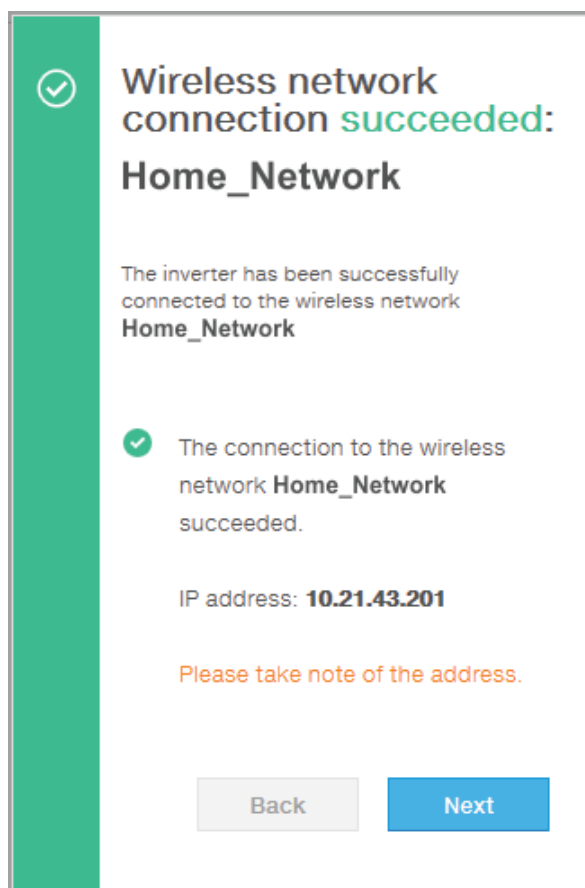 Wireless network
connection succeeded:
Home_Network
The inverter has been successfully
connected to the wireless network
Home_Network
The connection to the wireless
network Home_Network
succeeded.
IP address: 10.21.43.201
Please take note of the address.
Back
Next